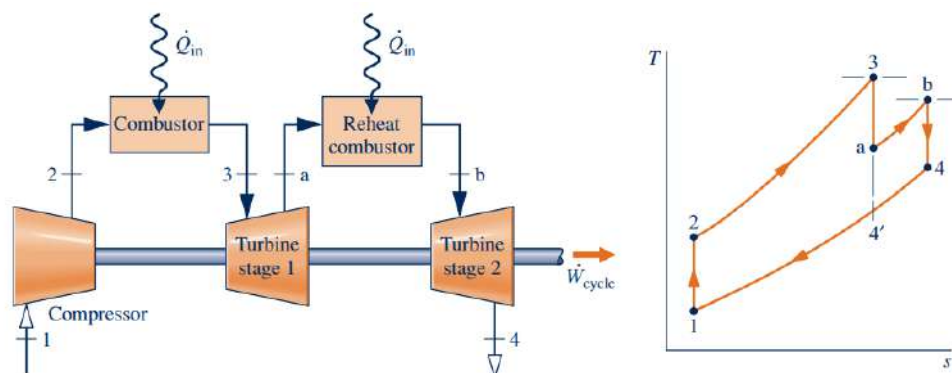 Q̇in
Q̇in
Combustor
Reheat
combustor
2
3
a
b
Turbine
stage 1
Turbine
stage 2
Ẇcycle
Compressor
1
4
T
3
b
a
2
4
4′
1
s